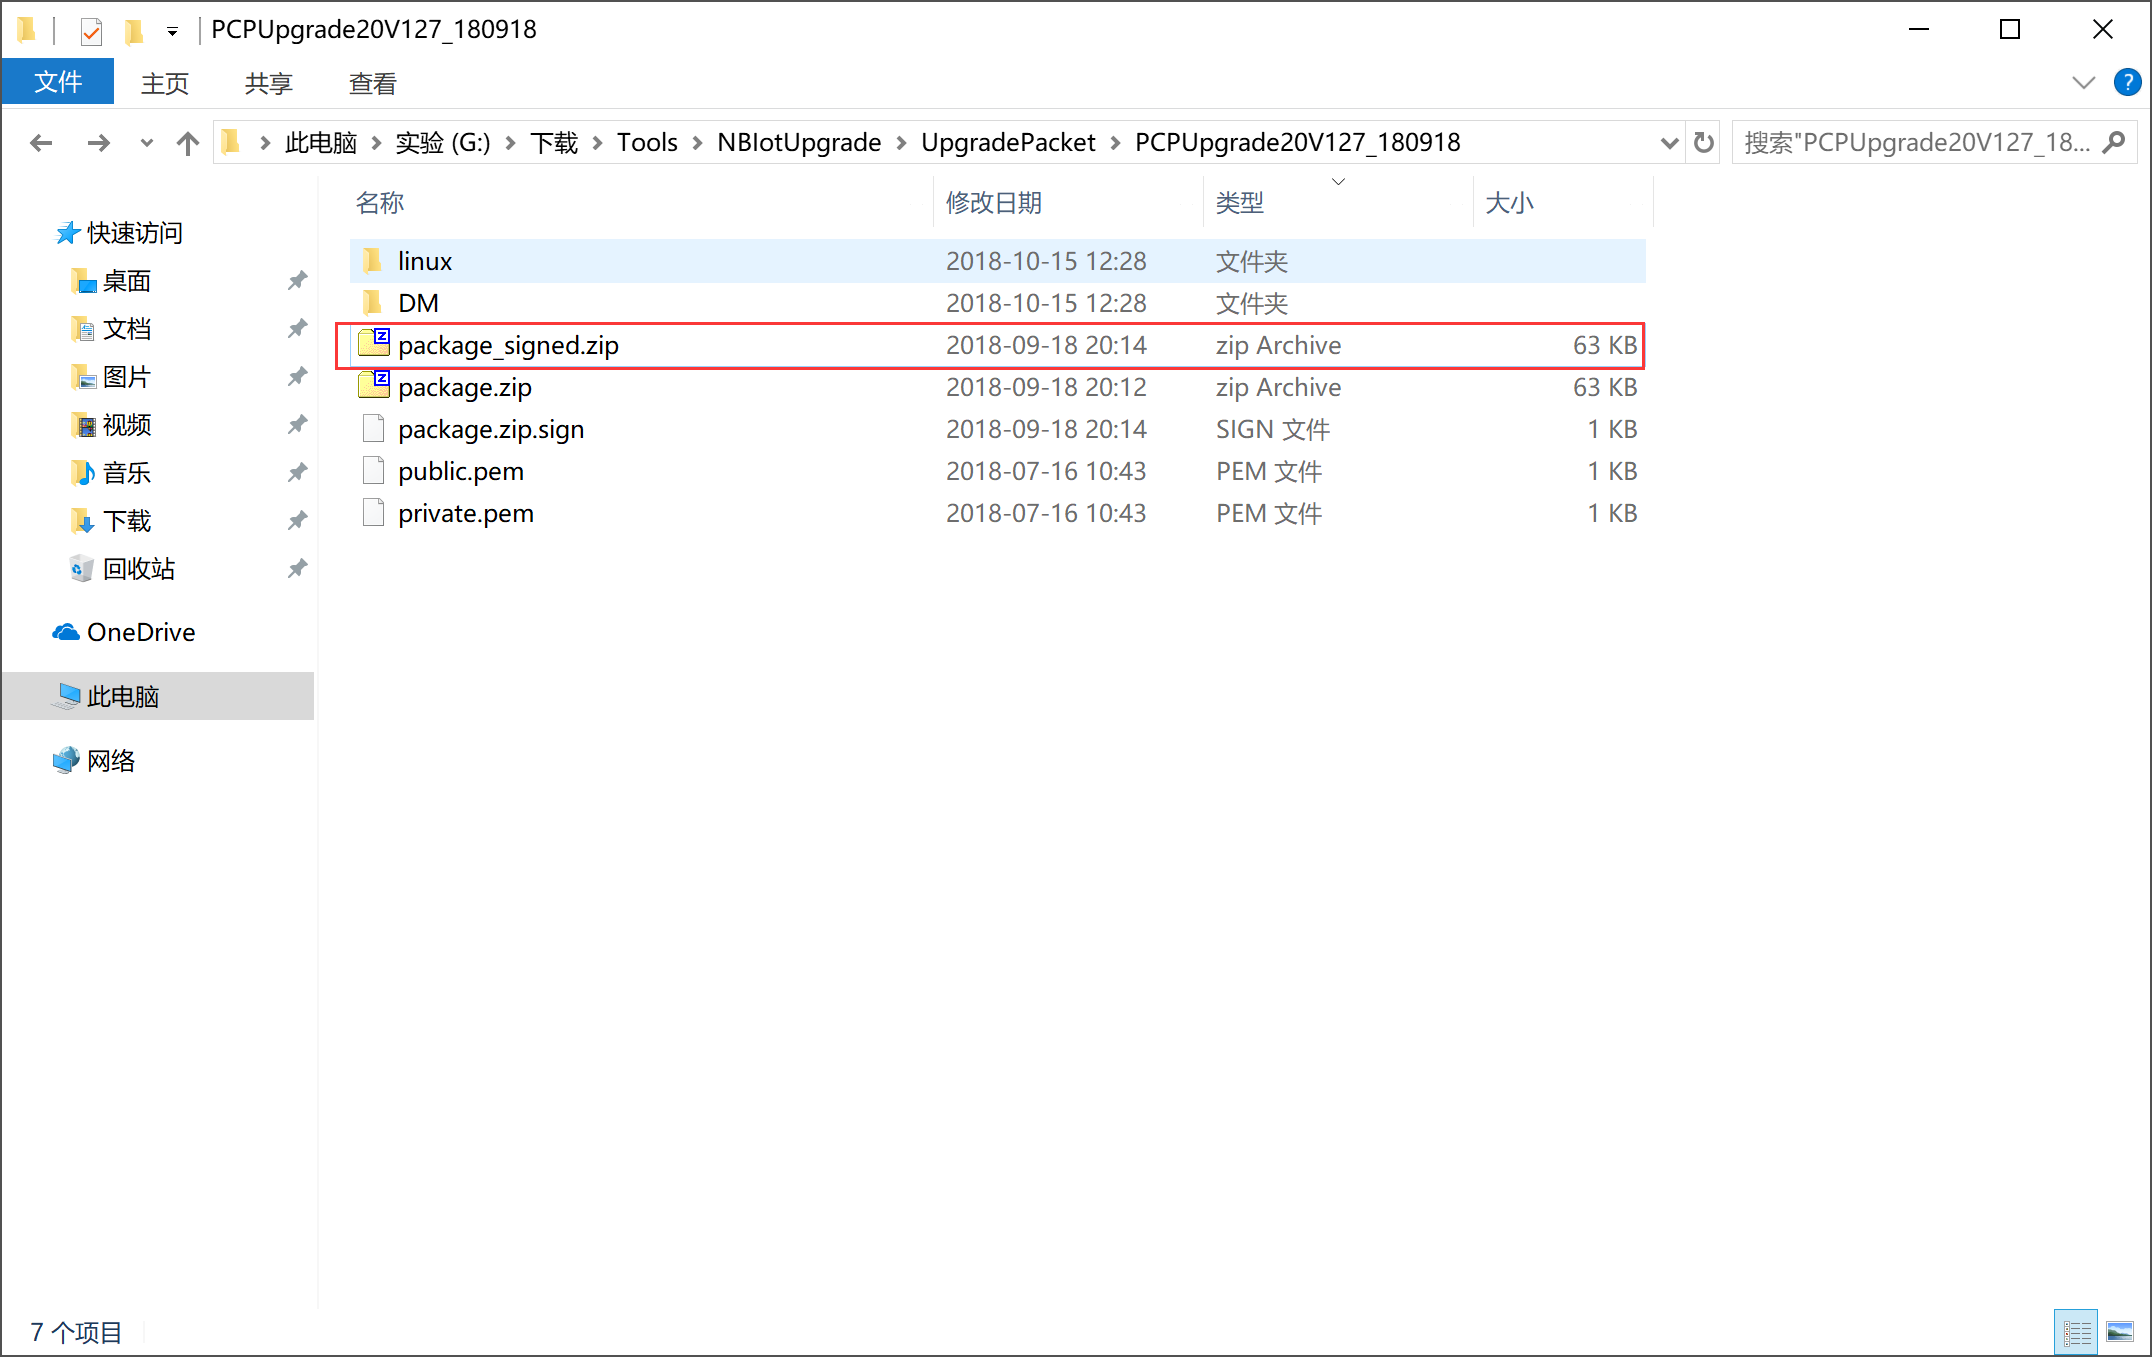 PCPUpgrade20V127_180918
文件 主页 共享 查看
此电脑 实验 (G:) 下载 Tools NBIotUpgrade UpgradePacket PCPUpgrade20V127_180918 搜索"PCPUpgrade20V127_18...
名称 修改日期 类型 大小
快速访问
桌面
文档
图片
视频
音乐
下载
回收站
OneDrive
此电脑
网络
linux 2018-10-15 12:28 文件夹
DM 2018-10-15 12:28 文件夹
package_signed.zip 2018-09-18 20:14 zip Archive 63 KB
package.zip 2018-09-18 20:12 zip Archive 63 KB
package.zip.sign 2018-09-18 20:14 SIGN 文件 1 KB
public.pem 2018-07-16 10:43 PEM 文件 1 KB
private.pem 2018-07-16 10:43 PEM 文件 1 KB
7 个项目